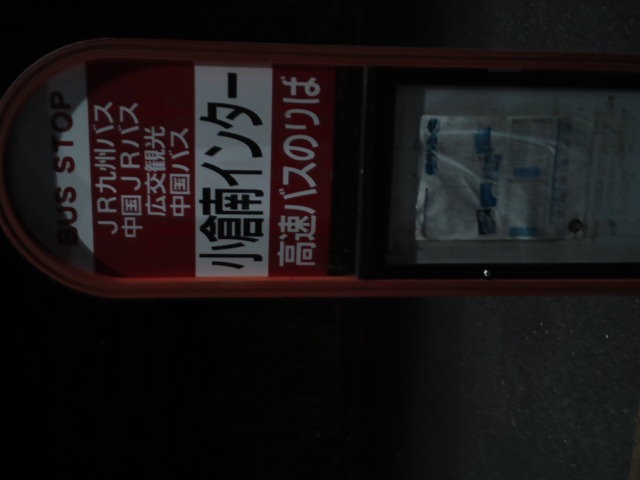 BUS STOP
JR九州バス
中国JRバス
広交観光
中国バス
小倉南インター
高速バスのりば